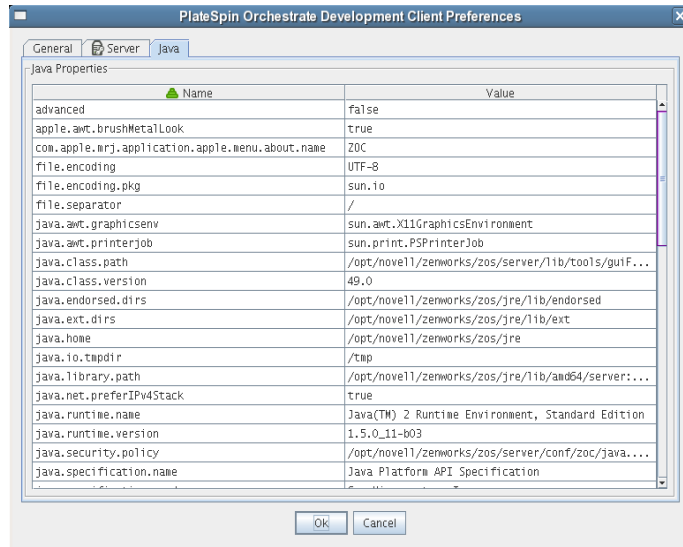 PlateSpin Orchestrate Development Client Preferences
General Server Java
Java Properties
Name Value
advanced false
apple.awt.brushMetalLook true
com.apple.mrj.application.apple.menu.about.name ZOC
file.encoding UTF-8
file.encoding.pkg sun.io
file.separator /
java.awt.graphicsenv sun.awt.X11GraphicsEnvironment
java.awt.printerjob sun.print.PSPrinterJob
java.class.path /opt/novell/zenworks/zos/server/lib/tools/guiF...
java.class.version 49.0
java.endorsed.dirs /opt/novell/zenworks/zos/jre/lib/endorsed
java.ext.dirs /opt/novell/zenworks/zos/jre/lib/ext
java.home /opt/novell/zenworks/zos/jre
java.io.tmpdir /tmp
java.library.path /opt/novell/zenworks/zos/jre/lib/amd64/server:...
java.net.preferIPv4Stack true
java.runtime.name Java(TM) 2 Runtime Environment, Standard Edition
java.runtime.version 1.5.0_11-b03
java.security.policy /opt/novell/zenworks/zos/server/conf/zoc/java....
java.specification.name Java Platform API Specification
Ok Cancel